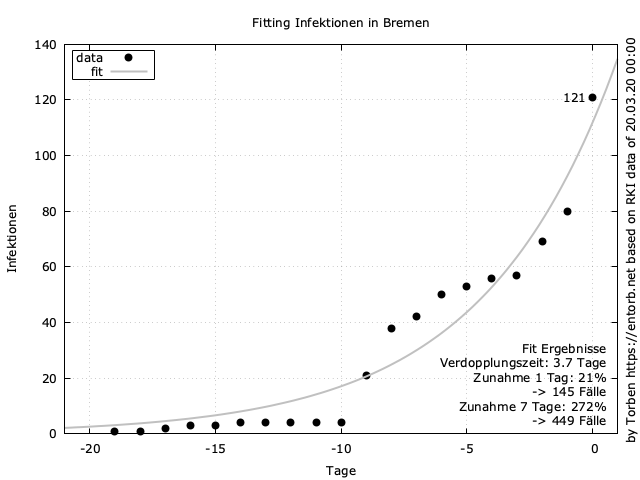 Fitting Infektionen in Bremen
140
120
100
80
60
40
20
0
-20
-15
-10
-5
0
Infektionen
Tage
data
fit
121
Fit Ergebnisse
Verdopplungszeit: 3.7 Tage
Zunahme 1 Tag: 21%
-> 145 Fälle
Zunahme 7 Tage: 272%
-> 449 Fälle
by Torben https://entorb.net based on RKI data of 20.03.20 00:00